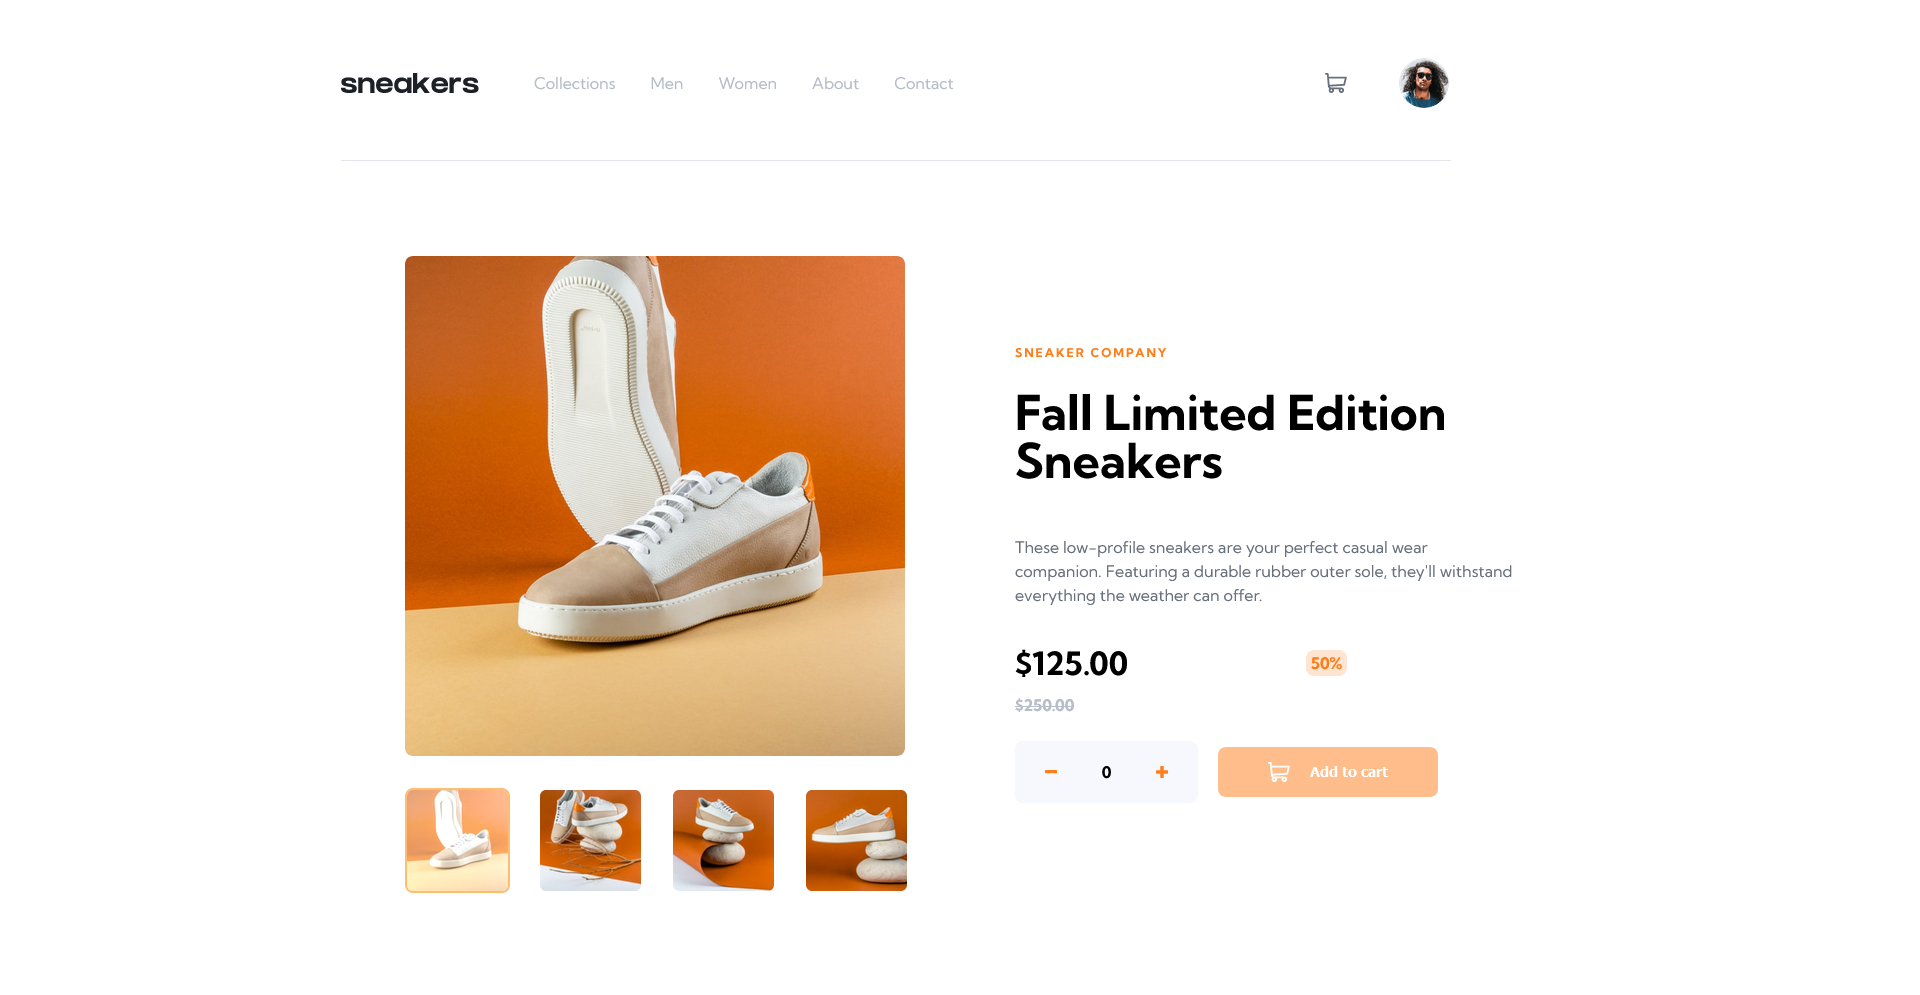 sneakers
Collections Men Women About Contact
SNEAKER COMPANY
Fall Limited Edition
Sneakers
These low-profile sneakers are your perfect casual wear
companion. Featuring a durable rubber outer sole, they'll withstand
everything the weather can offer.
$125.00 50%
$250.00
0 Add to cart